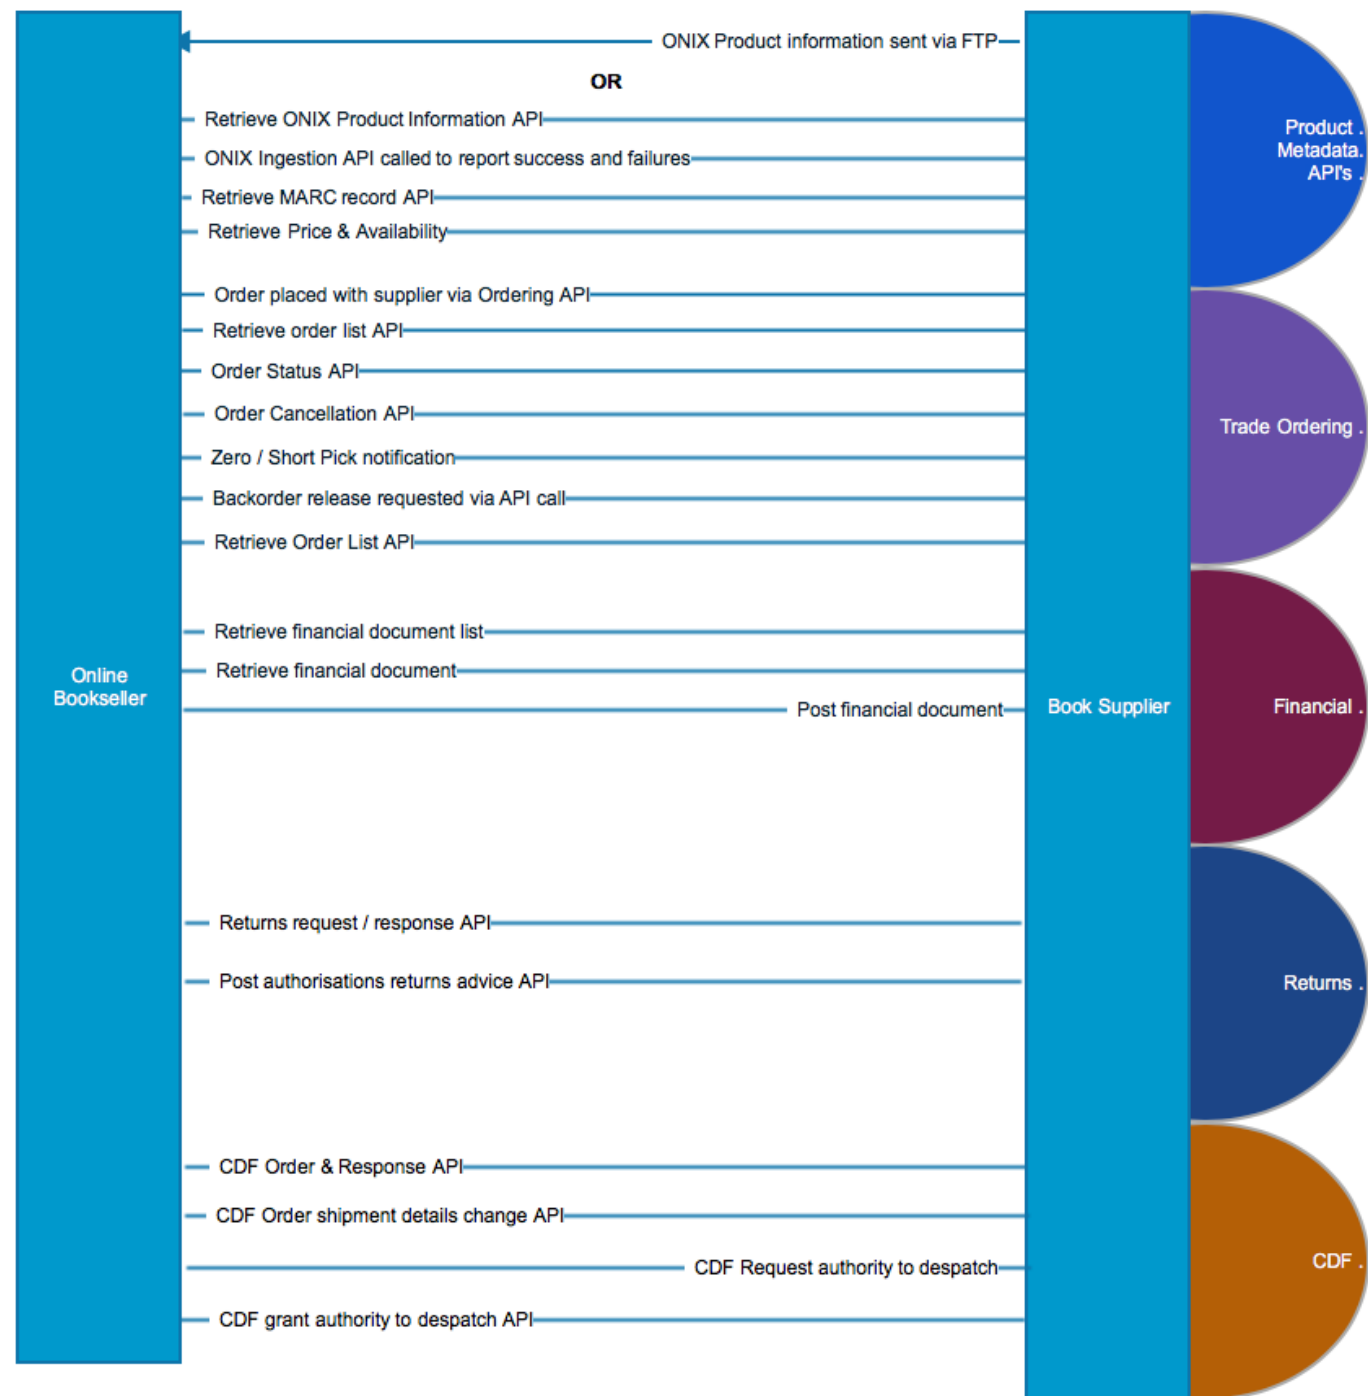 ONIX Product information sent via FTP
OR
Retrieve ONIX Product Information API
ONIX Ingestion API called to report success and failures
Retrieve MARC record API
Retrieve Price & Availability
Product .
Metadata.
API's .
Order placed with supplier via Ordering API
Retrieve order list API
Order Status API
Order Cancellation API
Zero / Short Pick notification
Backorder release requested via API call
Retrieve Order List API
Trade Ordering .
Retrieve financial document list
Retrieve financial document
Post financial document
Online
Bookseller
Book Supplier
Financial .
Returns request / response API
Post authorisations returns advice API
Returns .
CDF Order & Response API
CDF Order shipment details change API
CDF Request authority to despatch
CDF grant authority to despatch API
CDF .